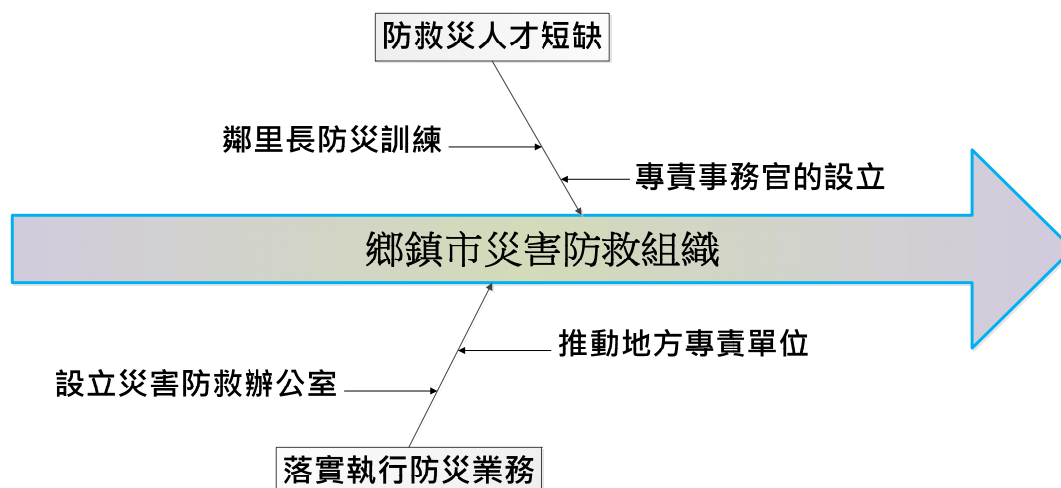 防救災人才短缺
鄰里長防災訓練
專責事務官的設立
鄉鎮市災害防救組織
推動地方專責單位
設立災害防救辦公室
落實執行防災業務